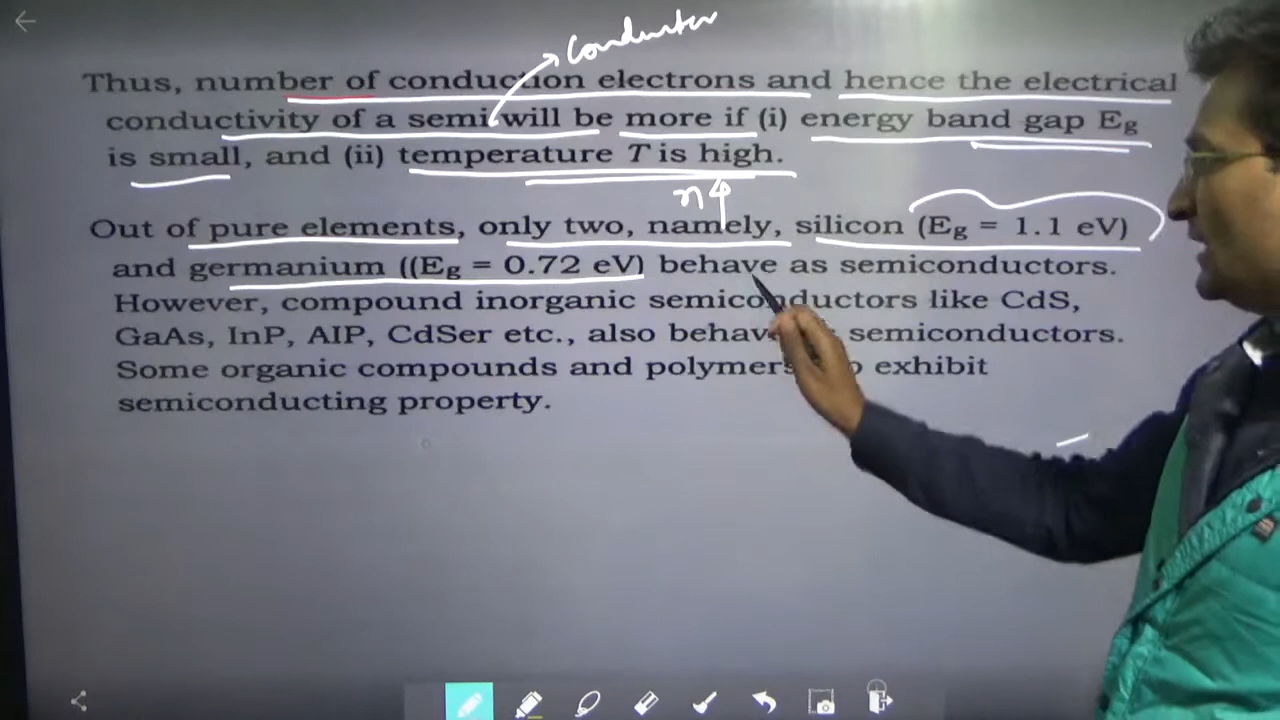 Conductor
Thus, number of conduction electrons and hence the electrical
conductivity of a semi will be more if (i) energy band gap Eg
is small, and (ii) temperature T is high.
n↑
Out of pure elements, only two, namely, silicon (Eg = 1.1 eV)
and germanium ((Eg = 0.72 eV) behave as semiconductors.
However, compound inorganic semiconductors like CdS,
GaAs, InP, AIP, CdSer etc., also behav semiconductors.
Some organic compounds and polymers exhibit
semiconducting property.